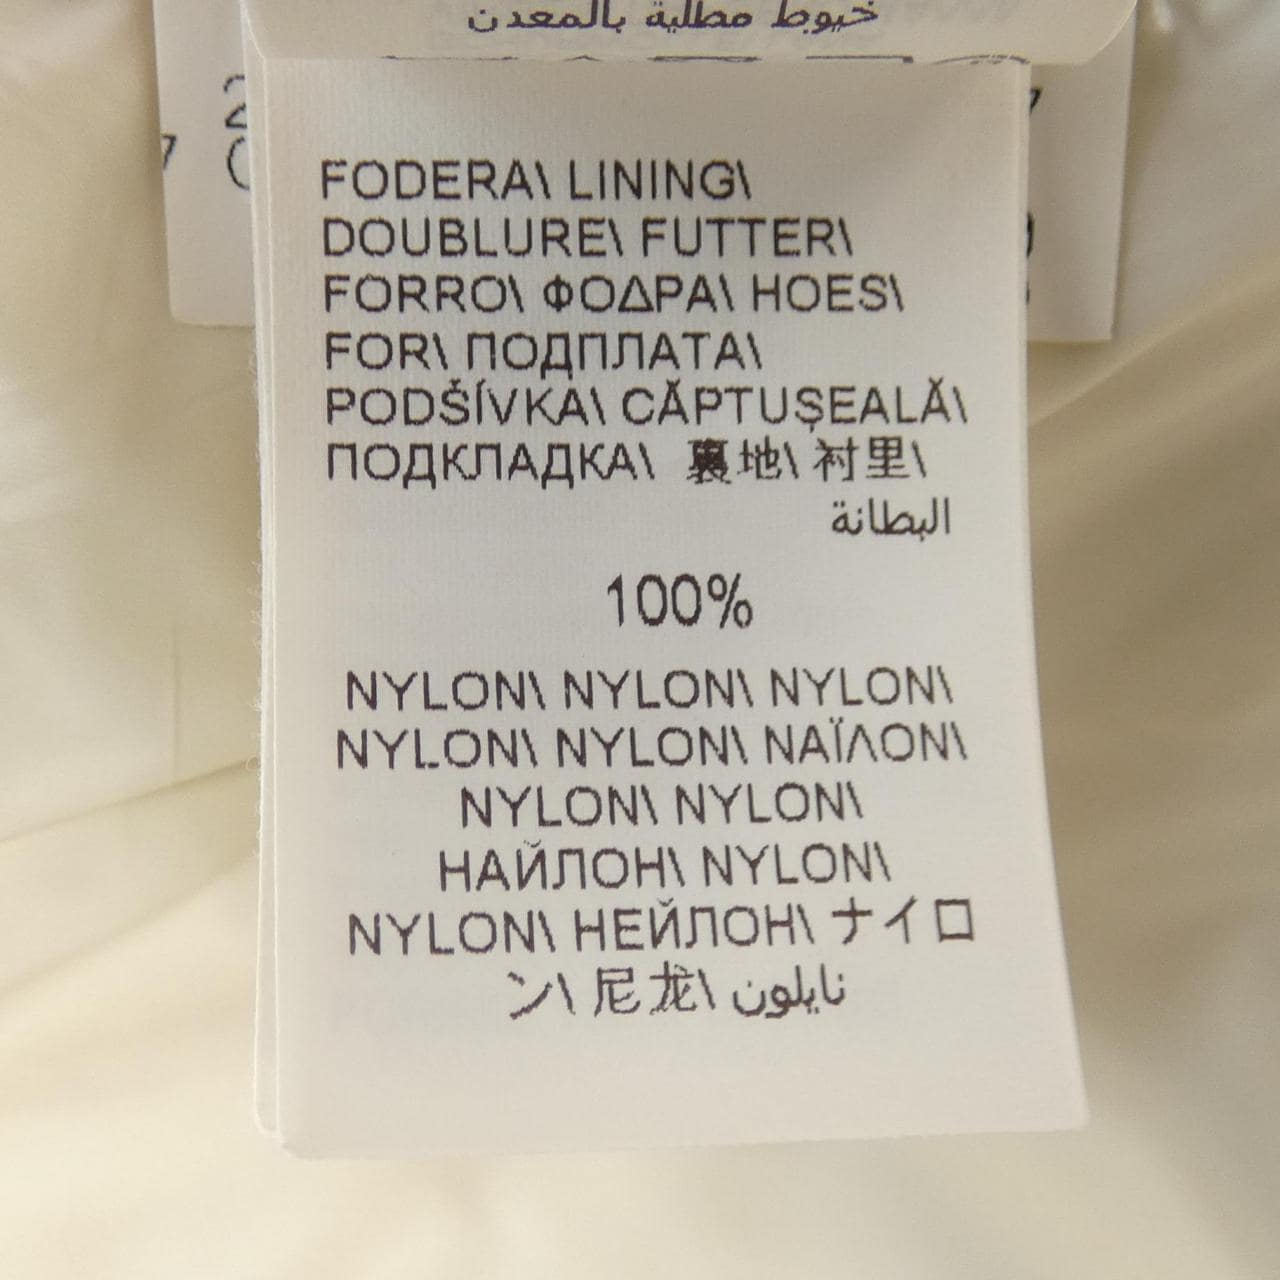 خيوط مطلية بالمعدن
FODERA\ LINING\
DOUBLURE\ FUTTER\
FORRO\ ΦΟΔΡΑ\ HOES\
FOR\ ПОДПЛАТА\
PODŠÍVKA\ CĂPTUȘEALĂ\
ПОДКЛАДКА\ 裏地\ 衬里\
البطانة
100%
NYLON\ NYLON\ NYLON\
NYLON\ NYLON\ ΝΑΪΛΟΝ\
NYLON\ NYLON\
НАЙЛОН\ NYLON\
NYLON\ НЕЙЛОН\ ナイロ
ン\ 尼龙\ نايلون